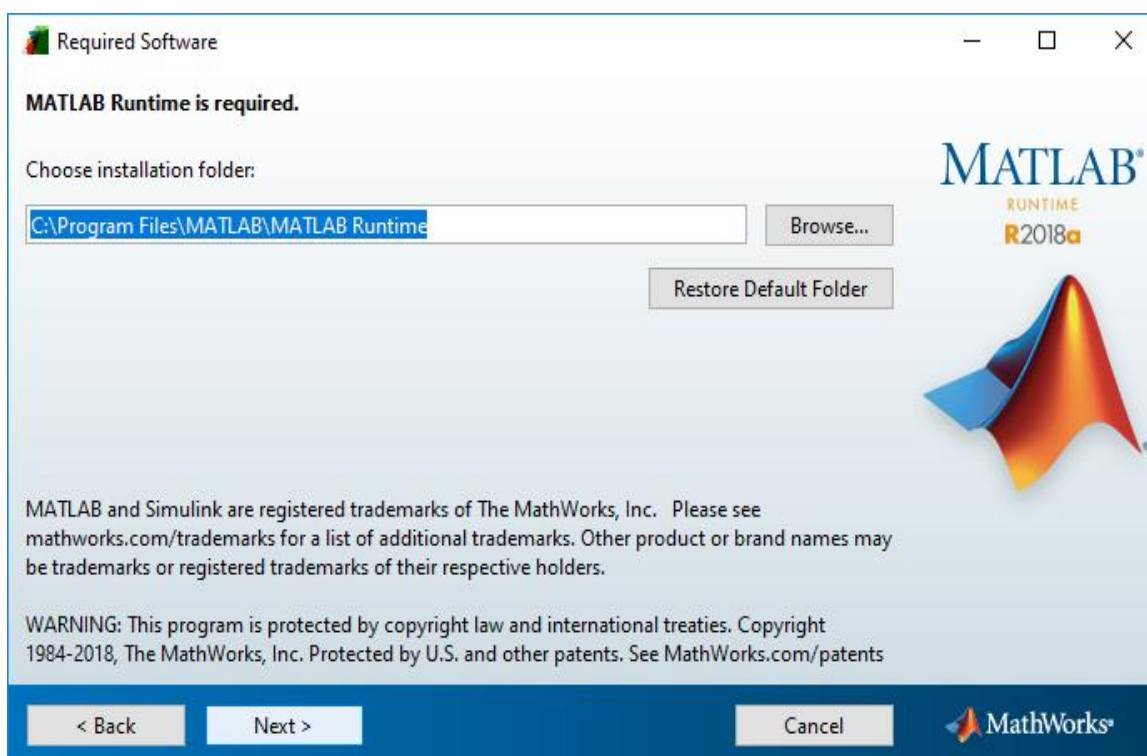 Required Software
MATLAB Runtime is required.
Choose installation folder:
C:\Program Files\MATLAB\MATLAB Runtime
Browse...
Restore Default Folder
MATLAB®
RUNTIME
R2018a
MATLAB and Simulink are registered trademarks of The MathWorks, Inc.   Please see
mathworks.com/trademarks for a list of additional trademarks. Other product or brand names may
be trademarks or registered trademarks of their respective holders.
WARNING: This program is protected by copyright law and international treaties. Copyright
1984-2018, The MathWorks, Inc. Protected by U.S. and other patents. See MathWorks.com/patents
< Back
Next >
Cancel
MathWorks®